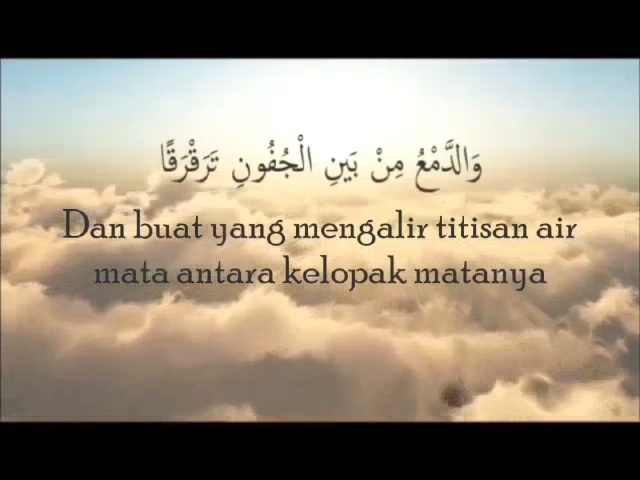 وَالدَّمْعُ مِنْ بَيْنِ الْجُفُونِ تَرَقْرَقًا
Dan buat yang mengalir titisan air
mata antara kelopak matanya